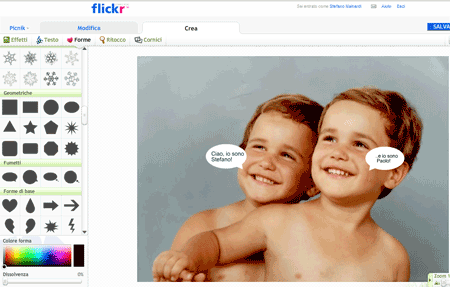 flickr
Sei entrato come Stefano Mainardi
Aiuto
Esci
Picnik
Modifica
Crea
SALVA
Effetti
Testo
Forme
Ritocco
Cornici
Geometriche
Fumetti
Forme di base
Colore forma
Dissolvenza
0%
Ciao, io sono
Stefano!
..e io sono
Paolo!
Zoom